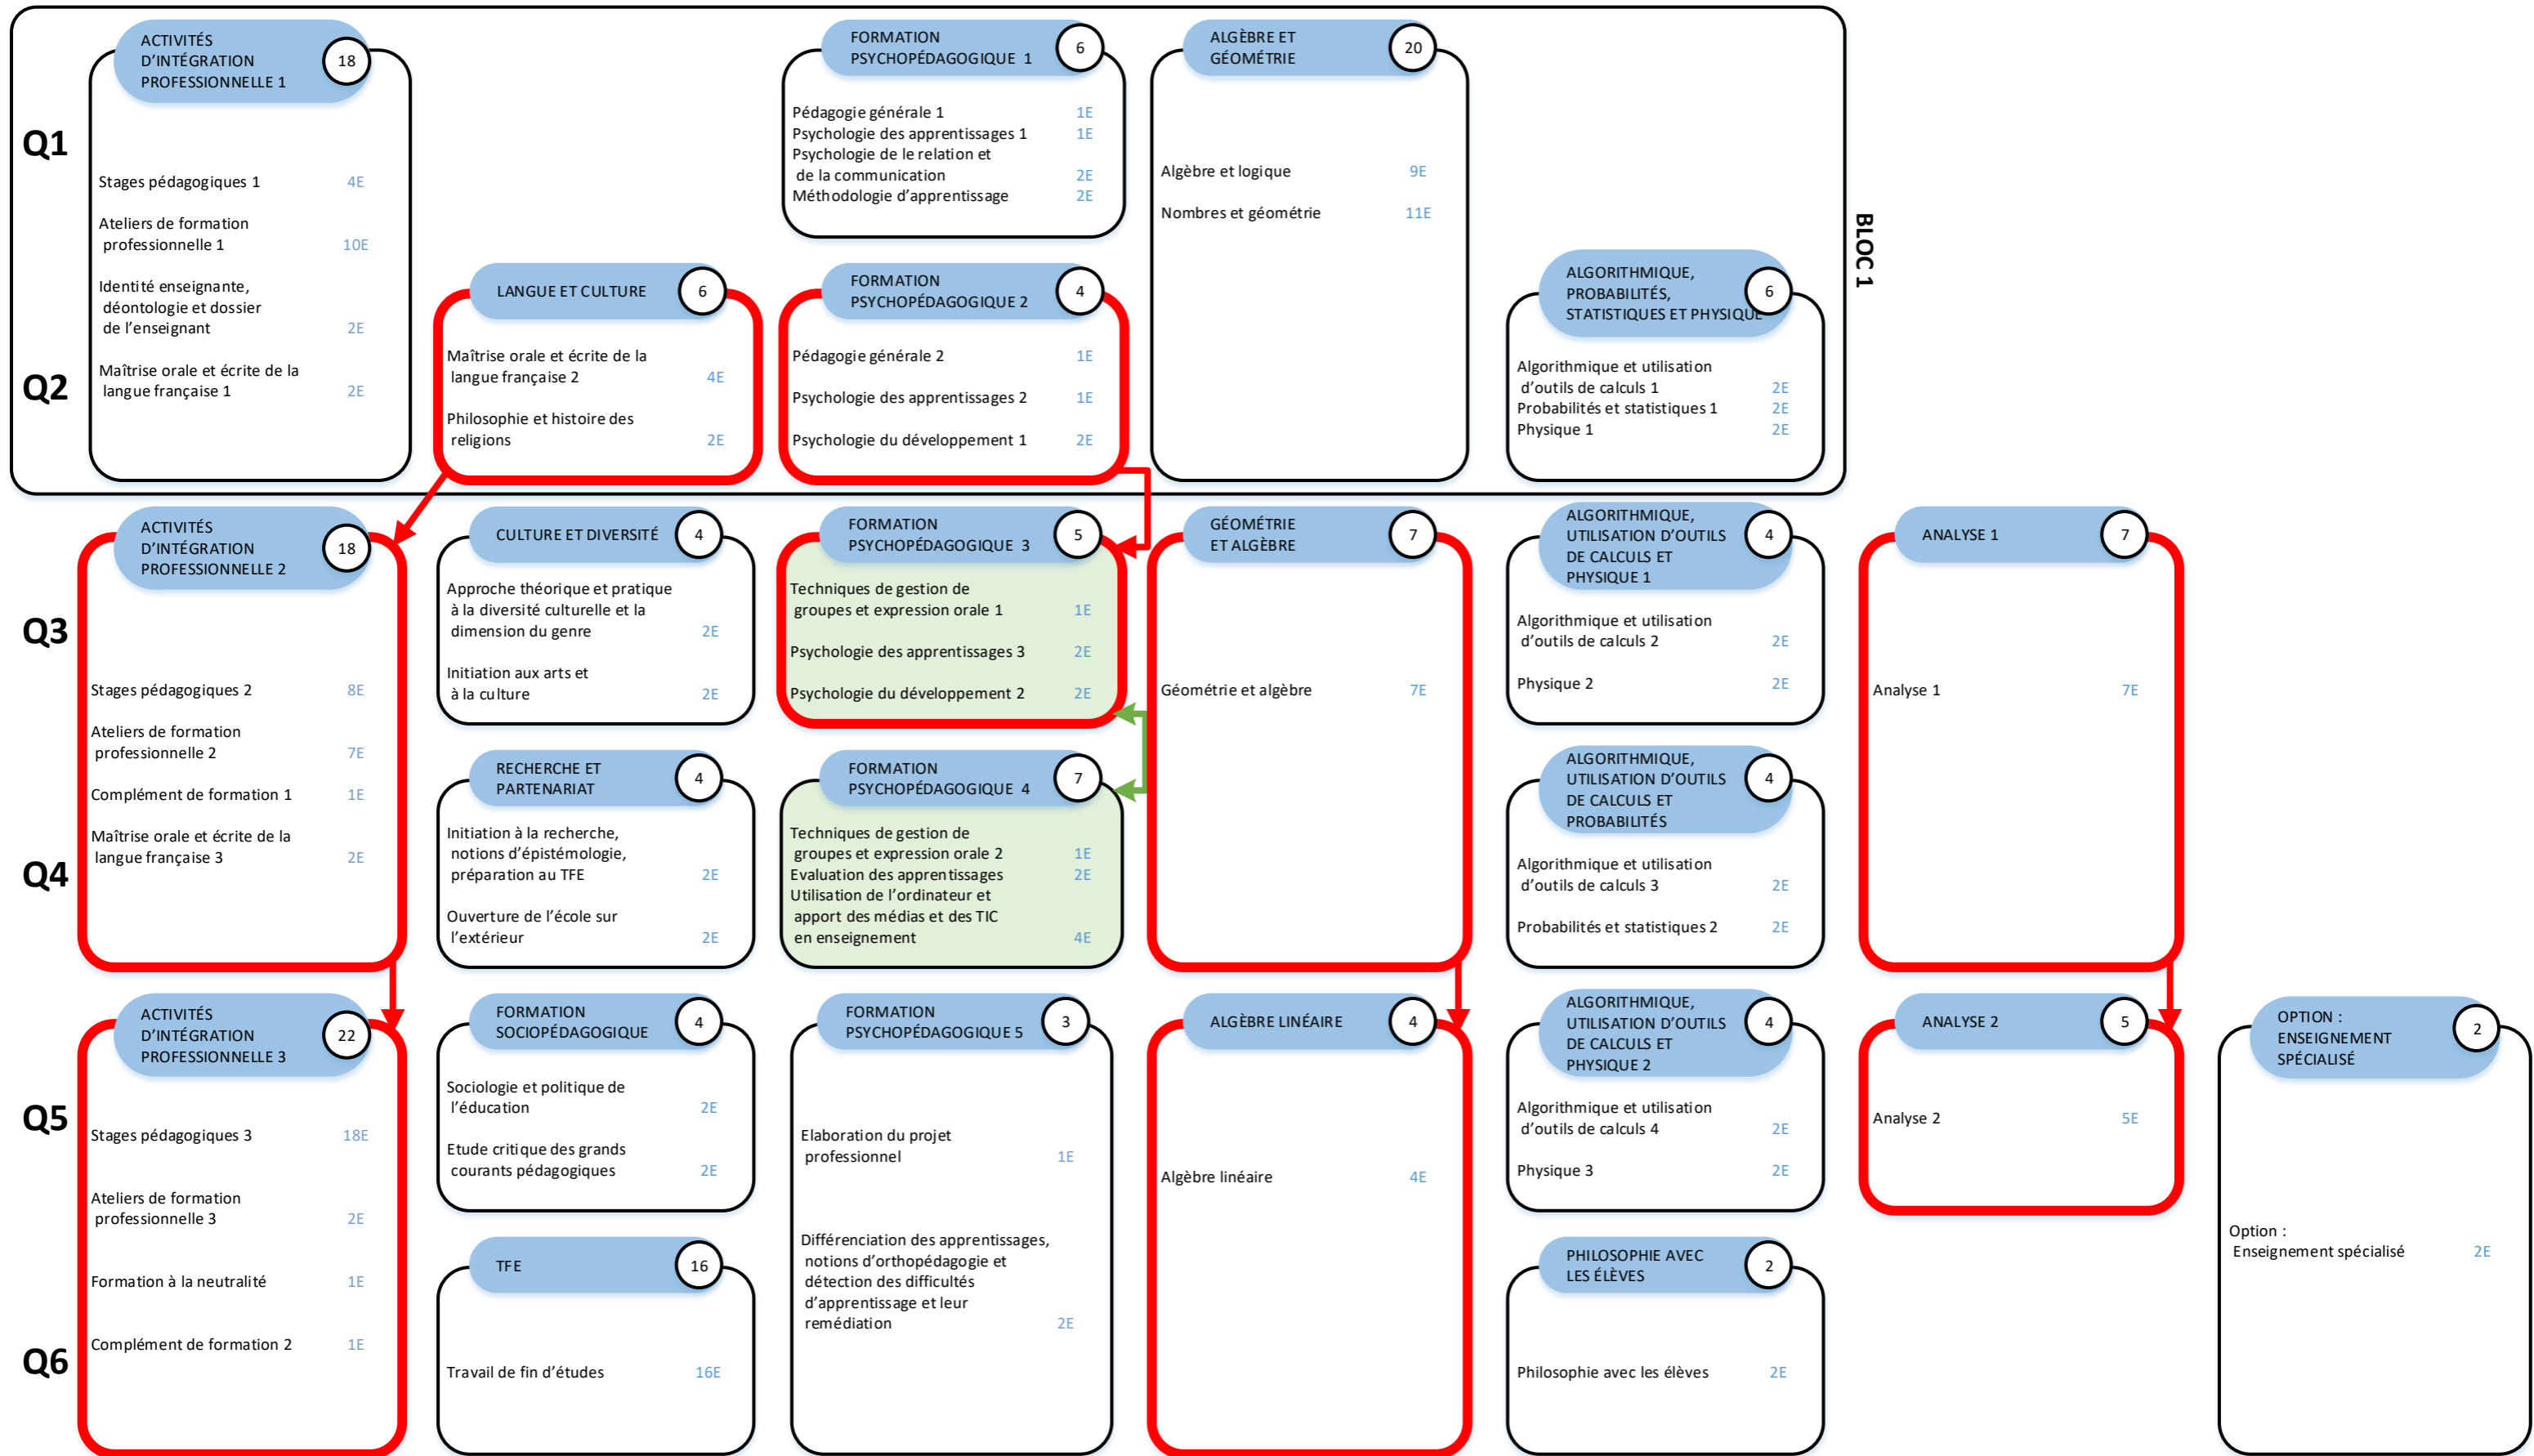 BLOC 1
Q1
Q2
ACTIVITÉS
D’INTÉGRATION
PROFESSIONNELLE 1
18
Stages pédagogiques 1 4E
Ateliers de formation
professionnelle 1 10E
Identité enseignante,
déontologie et dossier
de l’enseignant 2E
Maîtrise orale et écrite de la
langue française 1 2E
LANGUE ET CULTURE 6
Maîtrise orale et écrite de la
langue française 2 4E
Philosophie et histoire des
religions 2E
FORMATION
PSYCHOPÉDAGOGIQUE 1
6
Pédagogie générale 1 1E
Psychologie des apprentissages 1 1E
Psychologie de le relation et
de la communication 2E
Méthodologie d’apprentissage 2E
FORMATION
PSYCHOPÉDAGOGIQUE 2
4
Pédagogie générale 2 1E
Psychologie des apprentissages 2 1E
Psychologie du développement 1 2E
ALGÈBRE ET
GÉOMÉTRIE
20
Algèbre et logique 9E
Nombres et géométrie 11E
ALGORITHMIQUE,
PROBABILITÉS,
STATISTIQUES ET PHYSIQUE
6
Algorithmique et utilisation
d’outils de calculs 1 2E
Probabilités et statistiques 1 2E
Physique 1 2E
Q3
Q4
ACTIVITÉS
D’INTÉGRATION
PROFESSIONNELLE 2
18
Stages pédagogiques 2 8E
Ateliers de formation
professionnelle 2 7E
Complément de formation 1 1E
Maîtrise orale et écrite de la
langue française 3 2E
CULTURE ET DIVERSITÉ 4
Approche théorique et pratique
à la diversité culturelle et la
dimension du genre 2E
Initiation aux arts et
à la culture 2E
RECHERCHE ET
PARTENARIAT
4
Initiation à la recherche,
notions d’épistémologie,
préparation au TFE 2E
Ouverture de l’école sur
l’extérieur 2E
FORMATION
PSYCHOPÉDAGOGIQUE 3
5
Techniques de gestion de
groupes et expression orale 1 1E
Psychologie des apprentissages 3 2E
Psychologie du développement 2 2E
FORMATION
PSYCHOPÉDAGOGIQUE 4
7
Techniques de gestion de
groupes et expression orale 2 1E
Evaluation des apprentissages 2E
Utilisation de l’ordinateur et
apport des médias et des TIC
en enseignement 4E
GÉOMÉTRIE
ET ALGÈBRE
7
Géométrie et algèbre 7E
ALGORITHMIQUE,
UTILISATION D’OUTILS
DE CALCULS ET
PHYSIQUE 1
4
Algorithmique et utilisation
d’outils de calculs 2 2E
Physique 2 2E
ALGORITHMIQUE,
UTILISATION D’OUTILS
DE CALCULS ET
PROBABILITÉS
4
Algorithmique et utilisation
d’outils de calculs 3 2E
Probabilités et statistiques 2 2E
ANALYSE 1 7
Analyse 1 7E
Q5
Q6
ACTIVITÉS
D’INTÉGRATION
PROFESSIONNELLE 3
22
Stages pédagogiques 3 18E
Ateliers de formation
professionnelle 3 2E
Formation à la neutralité 1E
Complément de formation 2 1E
FORMATION
SOCIOPÉDAGOGIQUE
4
Sociologie et politique de
l’éducation 2E
Etude critique des grands
courants pédagogiques 2E
TFE 16
Travail de fin d’études 16E
FORMATION
PSYCHOPÉDAGOGIQUE 5
3
Elaboration du projet
professionnel 1E
Différenciation des apprentissages,
notions d’orthopédagogie et
détection des difficultés
d’apprentissage et leur
remédiation 2E
ALGÈBRE LINÉAIRE 4
Algèbre linéaire 4E
ALGORITHMIQUE,
UTILISATION D’OUTILS
DE CALCULS ET
PHYSIQUE 2
4
Algorithmique et utilisation
d’outils de calculs 4 2E
Physique 3 2E
PHILOSOPHIE AVEC
LES ÉLÈVES
2
Philosophie avec les élèves 2E
ANALYSE 2 5
Analyse 2 5E
OPTION :
ENSEIGNEMENT
SPÉCIALISÉ
2
Option :
Enseignement spécialisé 2E